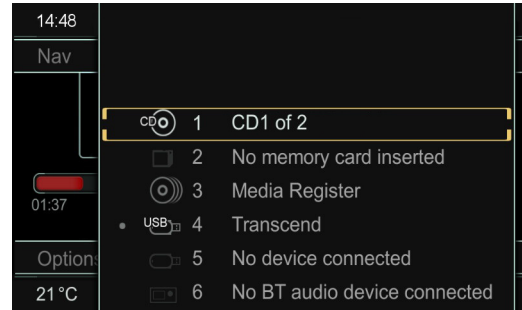 14:48
Nav
CD 1 CD1 of 2
2 No memory card inserted
3 Media Register
01:37
USB 4 Transcend
Options 5 No device connected
21 °C 6 No BT audio device connected